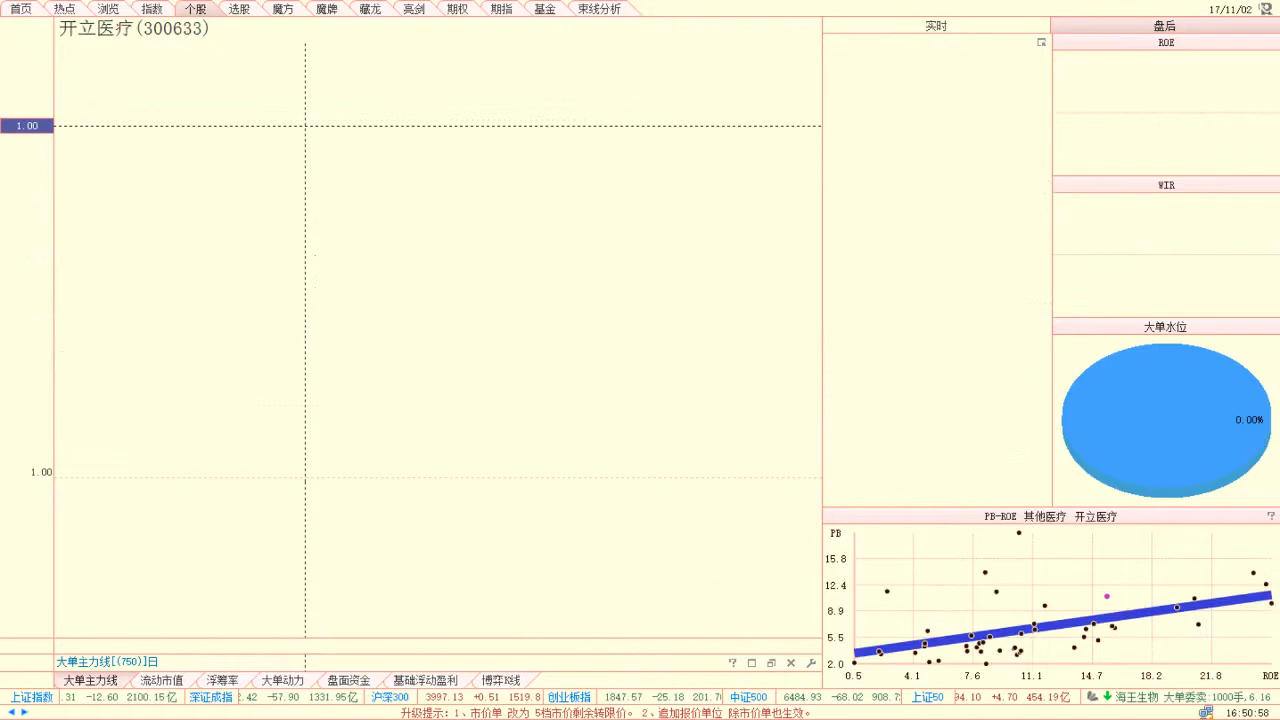 首页 热点 浏览 指数 个股 选股 魔方 魔牌 藏龙 亮剑 期权 期指 基金 束线分析 17/11/02
开立医疗(300633)
实时 盘后
ROE
1.00
WIR
大单水位
0.00%
1.00
PB-ROE 其他医疗 开立医疗 ?
PB
15.8
12.4
8.9
5.5
2.0
0.5 4.1 7.6 11.1 14.7 18.2 21.8 ROE
大单主力线[(750)]日
大单主力线 流动市值 浮筹率 大单动力 盘面资金 基础浮动盈利 博弈K线
上证指数 .31 -12.60 2100.15亿 深证成指 .42 -57.90 1331.95亿 沪深300 3997.13 +0.51 1519.8 创业板指 1847.57 -25.18 201.7 中证500 6484.93 -68.02 908.7 上证50 94.10 +4.70 454.19亿 海王生物 大单委卖:1000手, 6.16
升级提示：1、市价单 改为 5档市价剩余转限价。 2、追加报价单位 除市价单也生效。 16:50:58